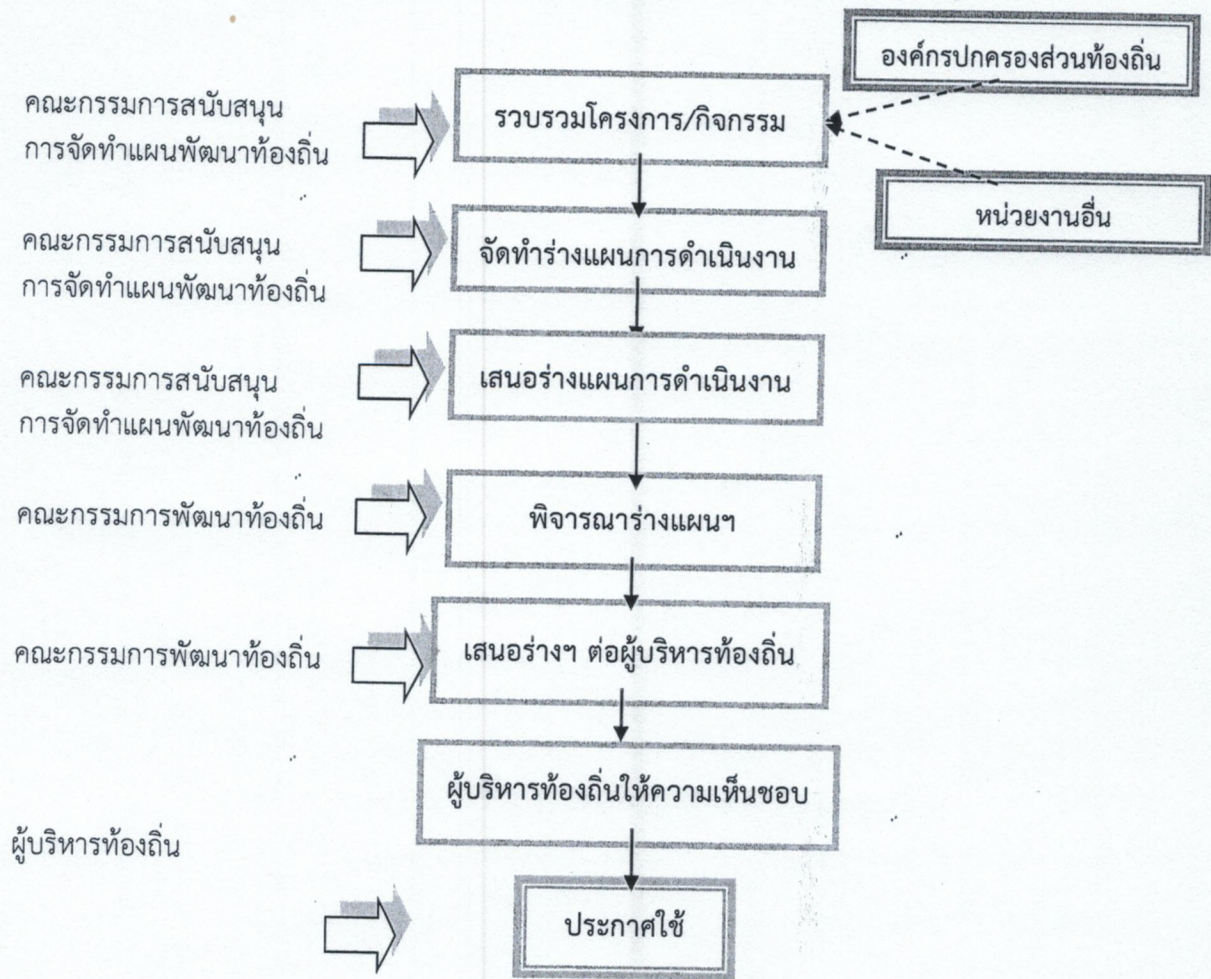 องค์กรปกครองส่วนท้องถิ่น
คณะกรรมการสนับสนุน
การจัดทำแผนพัฒนาท้องถิ่น
รวบรวมโครงการ/กิจกรรม
หน่วยงานอื่น
คณะกรรมการสนับสนุน
การจัดทำแผนพัฒนาท้องถิ่น
จัดทำร่างแผนการดำเนินงาน
คณะกรรมการสนับสนุน
การจัดทำแผนพัฒนาท้องถิ่น
เสนอร่างแผนการดำเนินงาน
คณะกรรมการพัฒนาท้องถิ่น
พิจารณาร่างแผนฯ
คณะกรรมการพัฒนาท้องถิ่น
เสนอร่างฯ ต่อผู้บริหารท้องถิ่น
ผู้บริหารท้องถิ่นให้ความเห็นชอบ
ผู้บริหารท้องถิ่น
ประกาศใช้